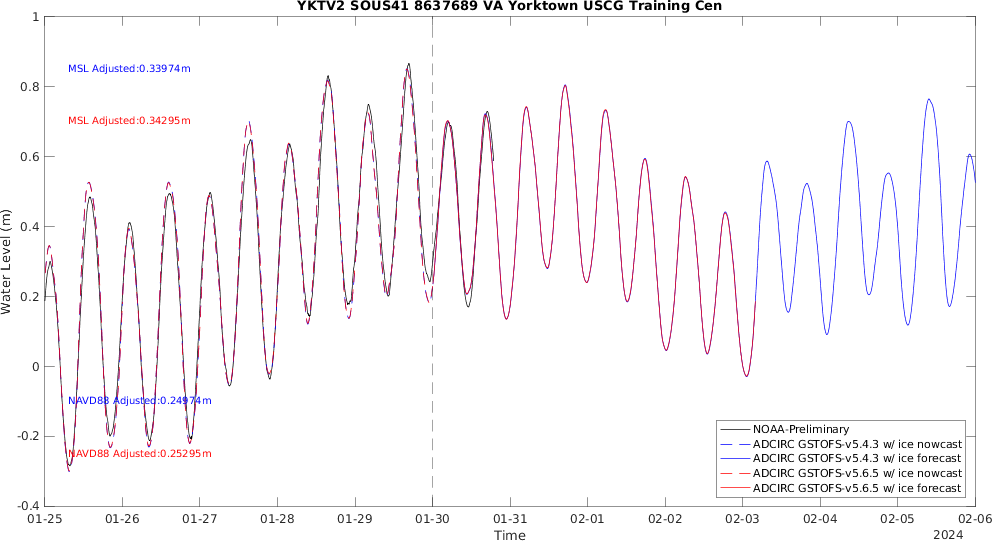 YKTV2 SOUS41 8637689 VA Yorktown USCG Training Cen
1
0.8
0.6
0.4
0.2
0
-0.2
-0.4
Water Level (m)
MSL Adjusted:0.33974m
MSL Adjusted:0.34295m
NAVD88 Adjusted:0.24974m
NAVD88 Adjusted:0.25295m
NOAA-Preliminary
ADCIRC GSTOFS-v5.4.3 w/ ice nowcast
ADCIRC GSTOFS-v5.4.3 w/ ice forecast
ADCIRC GSTOFS-v5.6.5 w/ ice nowcast
ADCIRC GSTOFS-v5.6.5 w/ ice forecast
01-25 01-26 01-27 01-28 01-29 01-30 01-31 02-01 02-02 02-03 02-04 02-05 02-06
Time
2024